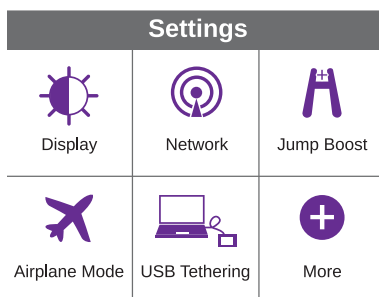 Settings
Display
Network
Jump Boost
Airplane Mode
USB Tethering
More